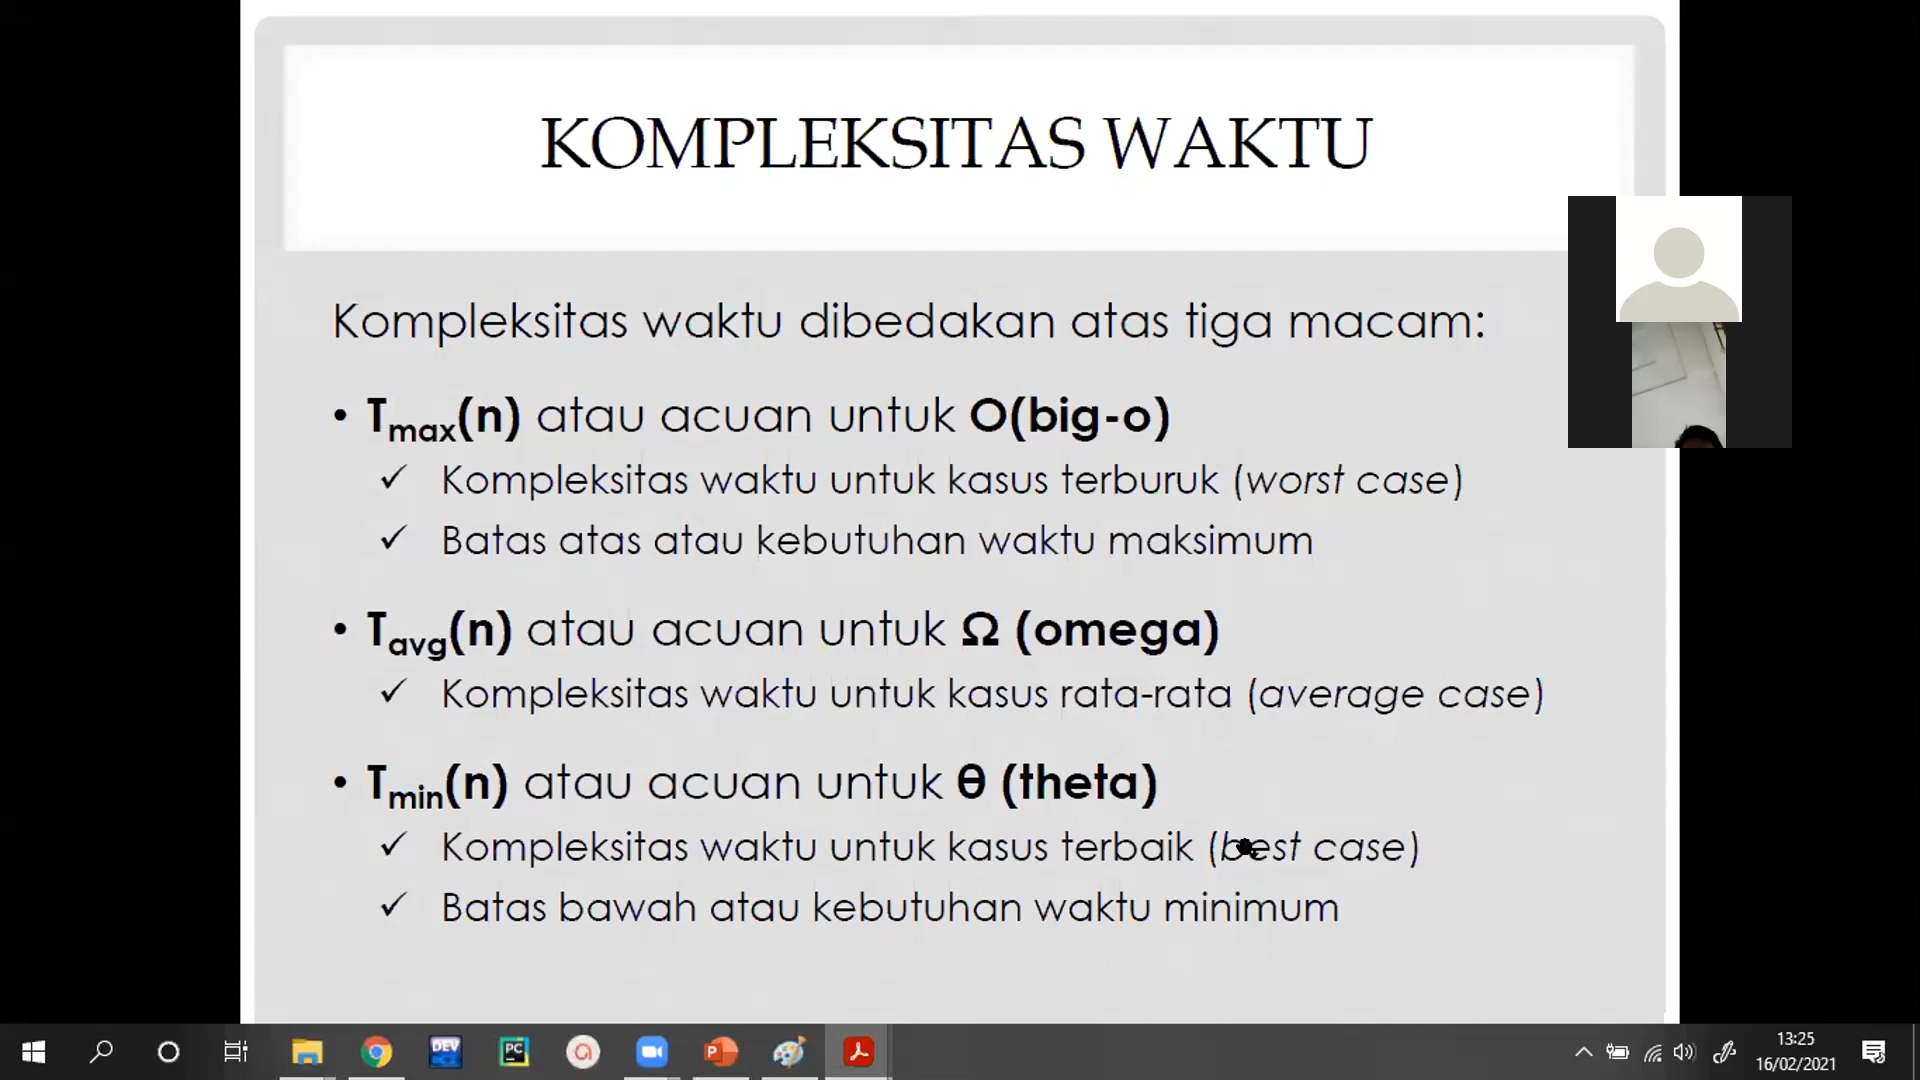 KOMPLEKSITAS WAKTU
Kompleksitas waktu dibedakan atas tiga macam:
• Tmax(n) atau acuan untuk O(big-o)
✓ Kompleksitas waktu untuk kasus terburuk (worst case)
✓ Batas atas atau kebutuhan waktu maksimum
• Tavg(n) atau acuan untuk Ω (omega)
✓ Kompleksitas waktu untuk kasus rata-rata (average case)
• Tmin(n) atau acuan untuk θ (theta)
✓ Kompleksitas waktu untuk kasus terbaik (best case)
✓ Batas bawah atau kebutuhan waktu minimum
DEV
PC
P
13:25
16/02/2021